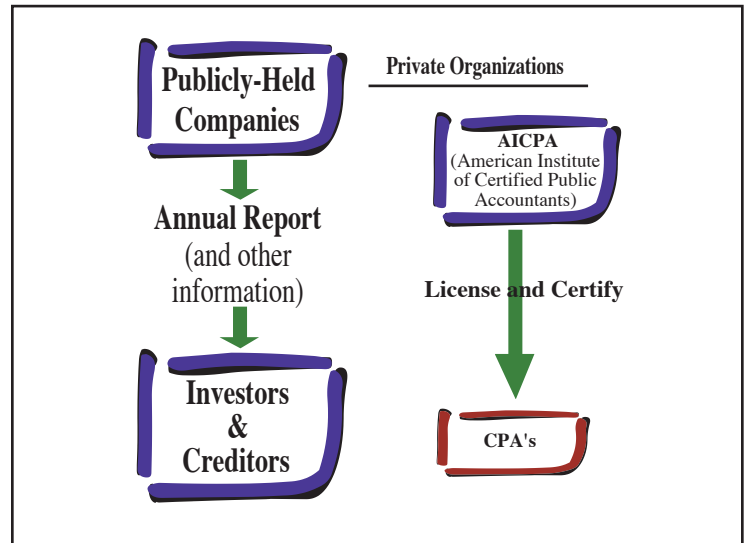 Publicly-Held
Companies
Annual Report
(and other
information)
Investors
&
Creditors
Private Organizations
AICPA
(American Institute
of Certified Public
Accountants)
License and Certify
CPA's